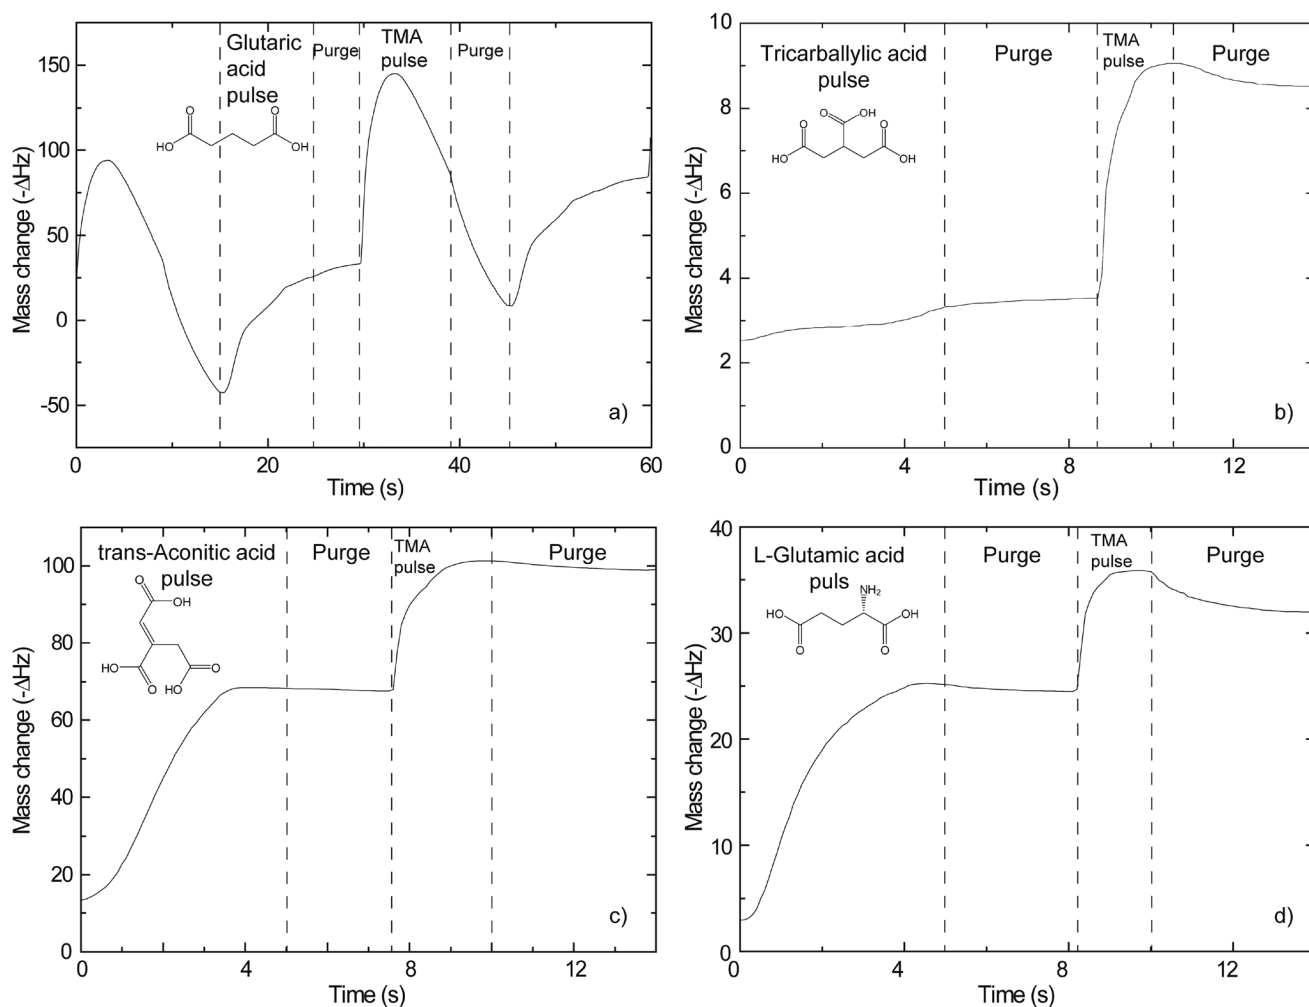 Glutaric
acid
pulse
Purge
TMA
pulse
Purge
O
O
HO
OH
150
100
50
0
-50
Mass change (-ΔHz)
0
20
40
60
Time (s)
a)
Tricarballylic acid
pulse
Purge
TMA
pulse
Purge
O
OH
O
O
HO
OH
10
8
6
4
2
0
Mass change (-ΔHz)
0
4
8
12
Time (s)
b)
trans-Aconitic acid
pulse
Purge
TMA
pulse
Purge
O
OH
HO
O
O
HO
100
80
60
40
20
0
Mass change (-ΔHz)
0
4
8
12
Time (s)
c)
L-Glutamic acid
puls
Purge
TMA
pulse
Purge
NH2
HO
OH
O
O
40
30
20
10
0
Mass change (-ΔHz)
0
4
8
12
Time (s)
d)